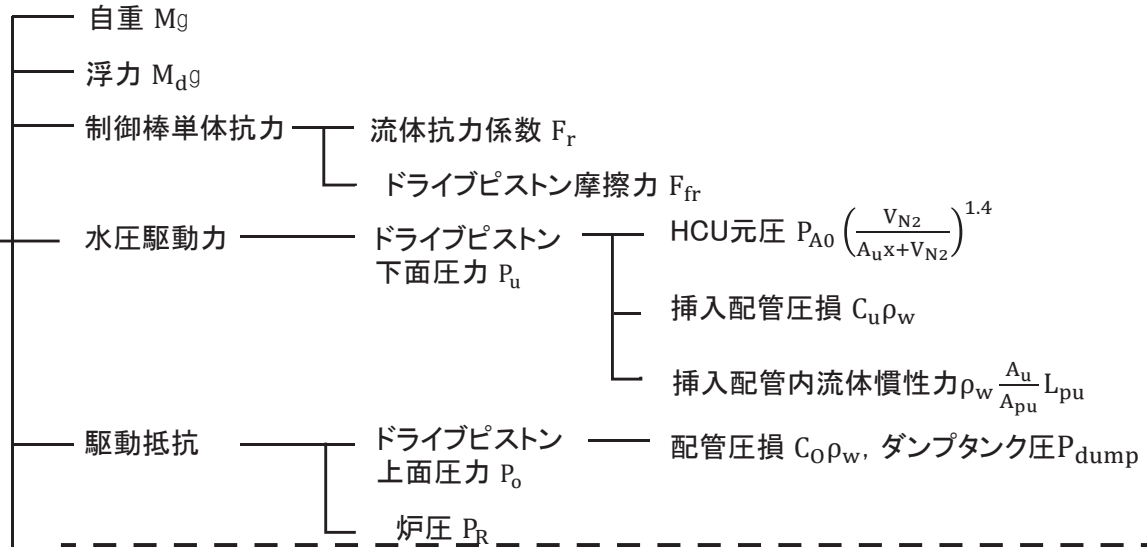 自重 Mg
浮力 M_d g
制御棒単体抗力
流体抗力係数 F_r
ドライブピストン摩擦力 F_fr
水圧駆動力
ドライブピストン
下面圧力 P_u
HCU元圧 P_A0 (V_N2 / (A_u x+V_N2))^1.4
挿入配管圧損 C_u ρ_w
挿入配管内流体慣性力 ρ_w (A_u / A_pu) L_pu
駆動抵抗
ドライブピストン
上面圧力 P_o
配管圧損 C_O ρ_w, ダンプタンク圧P_dump
炉圧 P_R